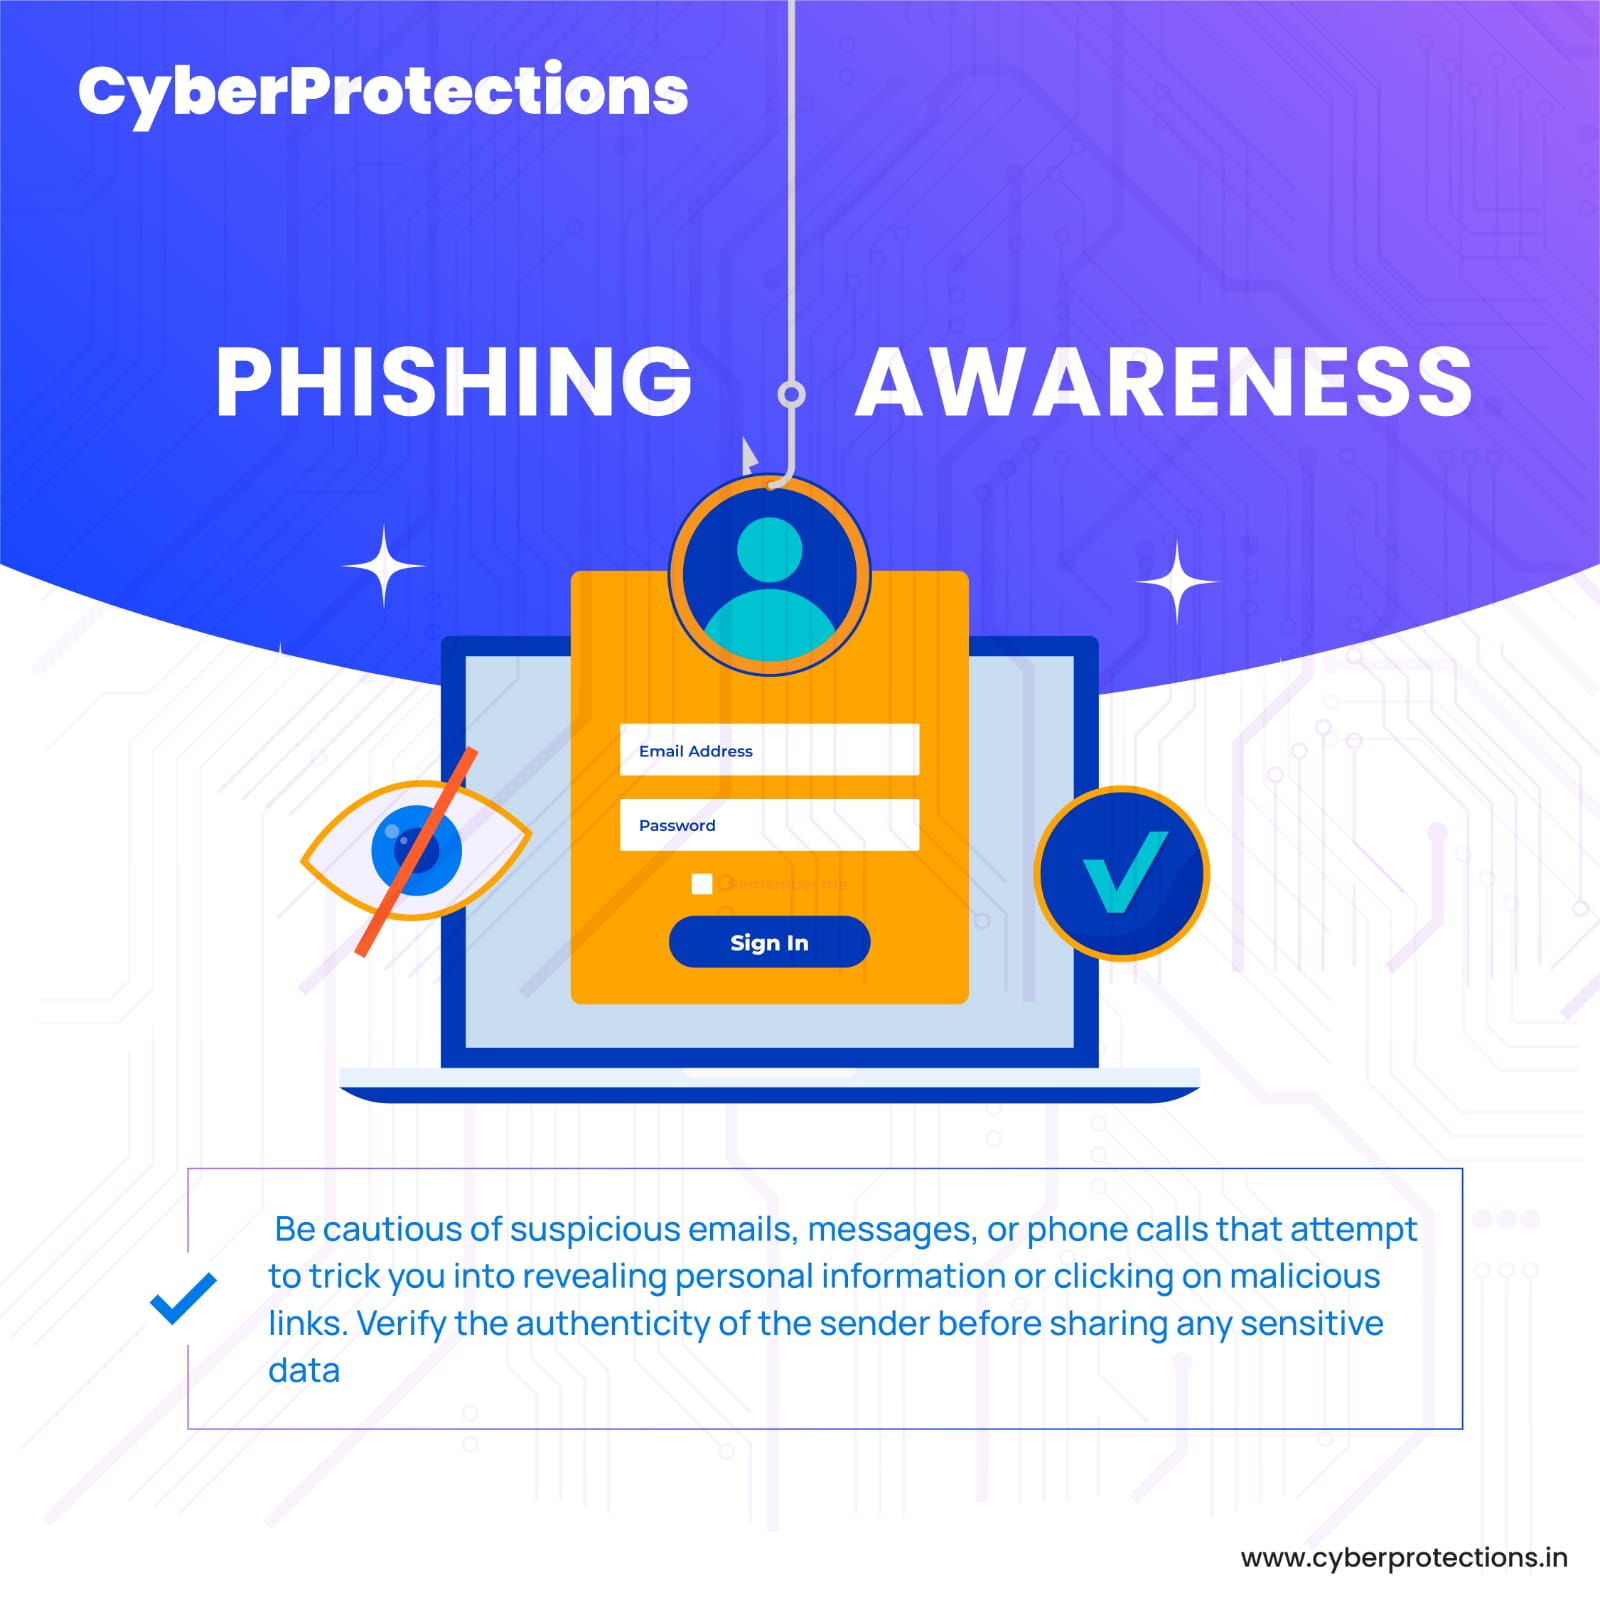 CyberProtections
PHISHING AWARENESS
Email Address
Password
Remember me
Sign In
Be cautious of suspicious emails, messages, or phone calls that attempt
to trick you into revealing personal information or clicking on malicious
links. Verify the authenticity of the sender before sharing any sensitive
data
www.cyberprotections.in